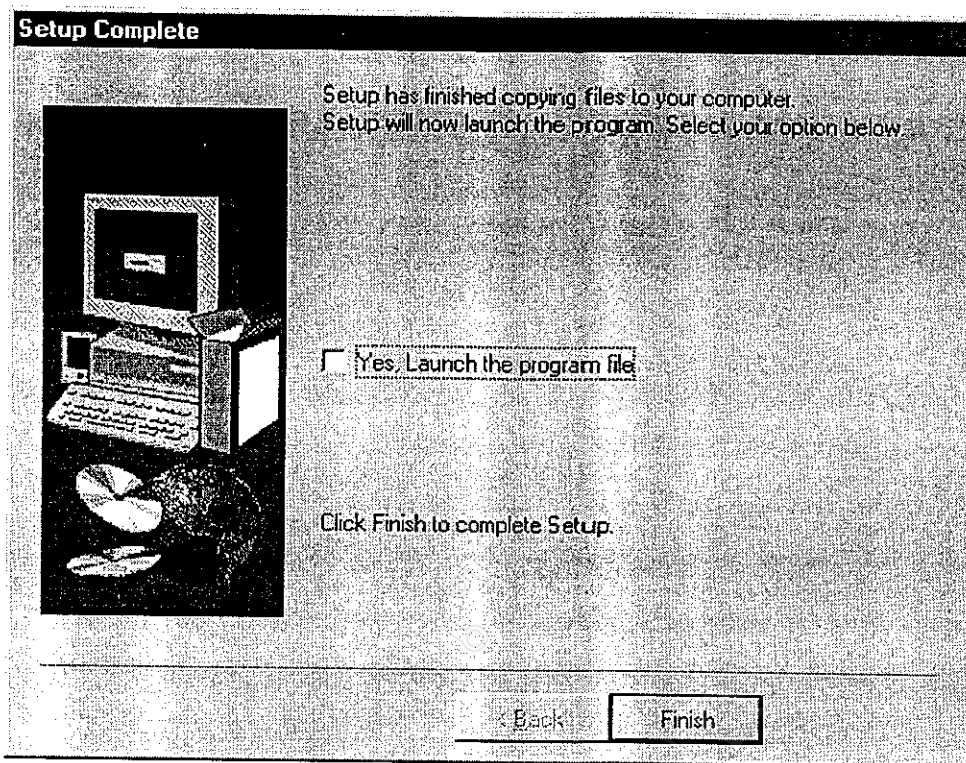 Setup Complete
Setup has finished copying files to your computer.
Setup will now launch the program. Select your option below.
Yes, Launch the program file
Click Finish to complete Setup.
< Back
Finish